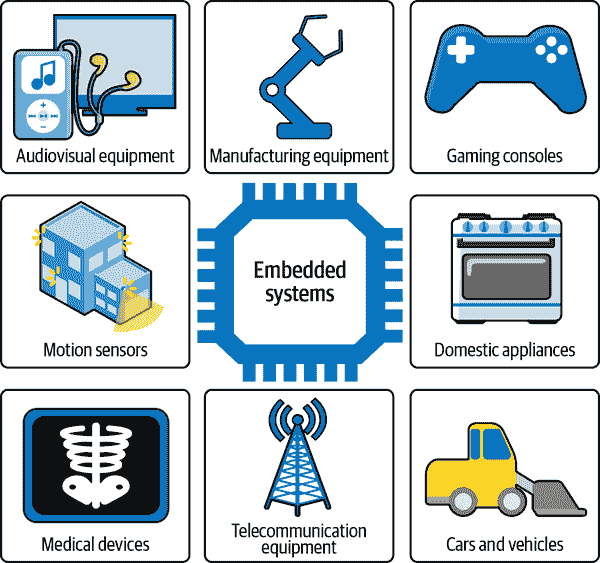 Audiovisual equipment
Manufacturing equipment
Gaming consoles
Motion sensors
Embedded
systems
Domestic appliances
Medical devices
Telecommunication
equipment
Cars and vehicles